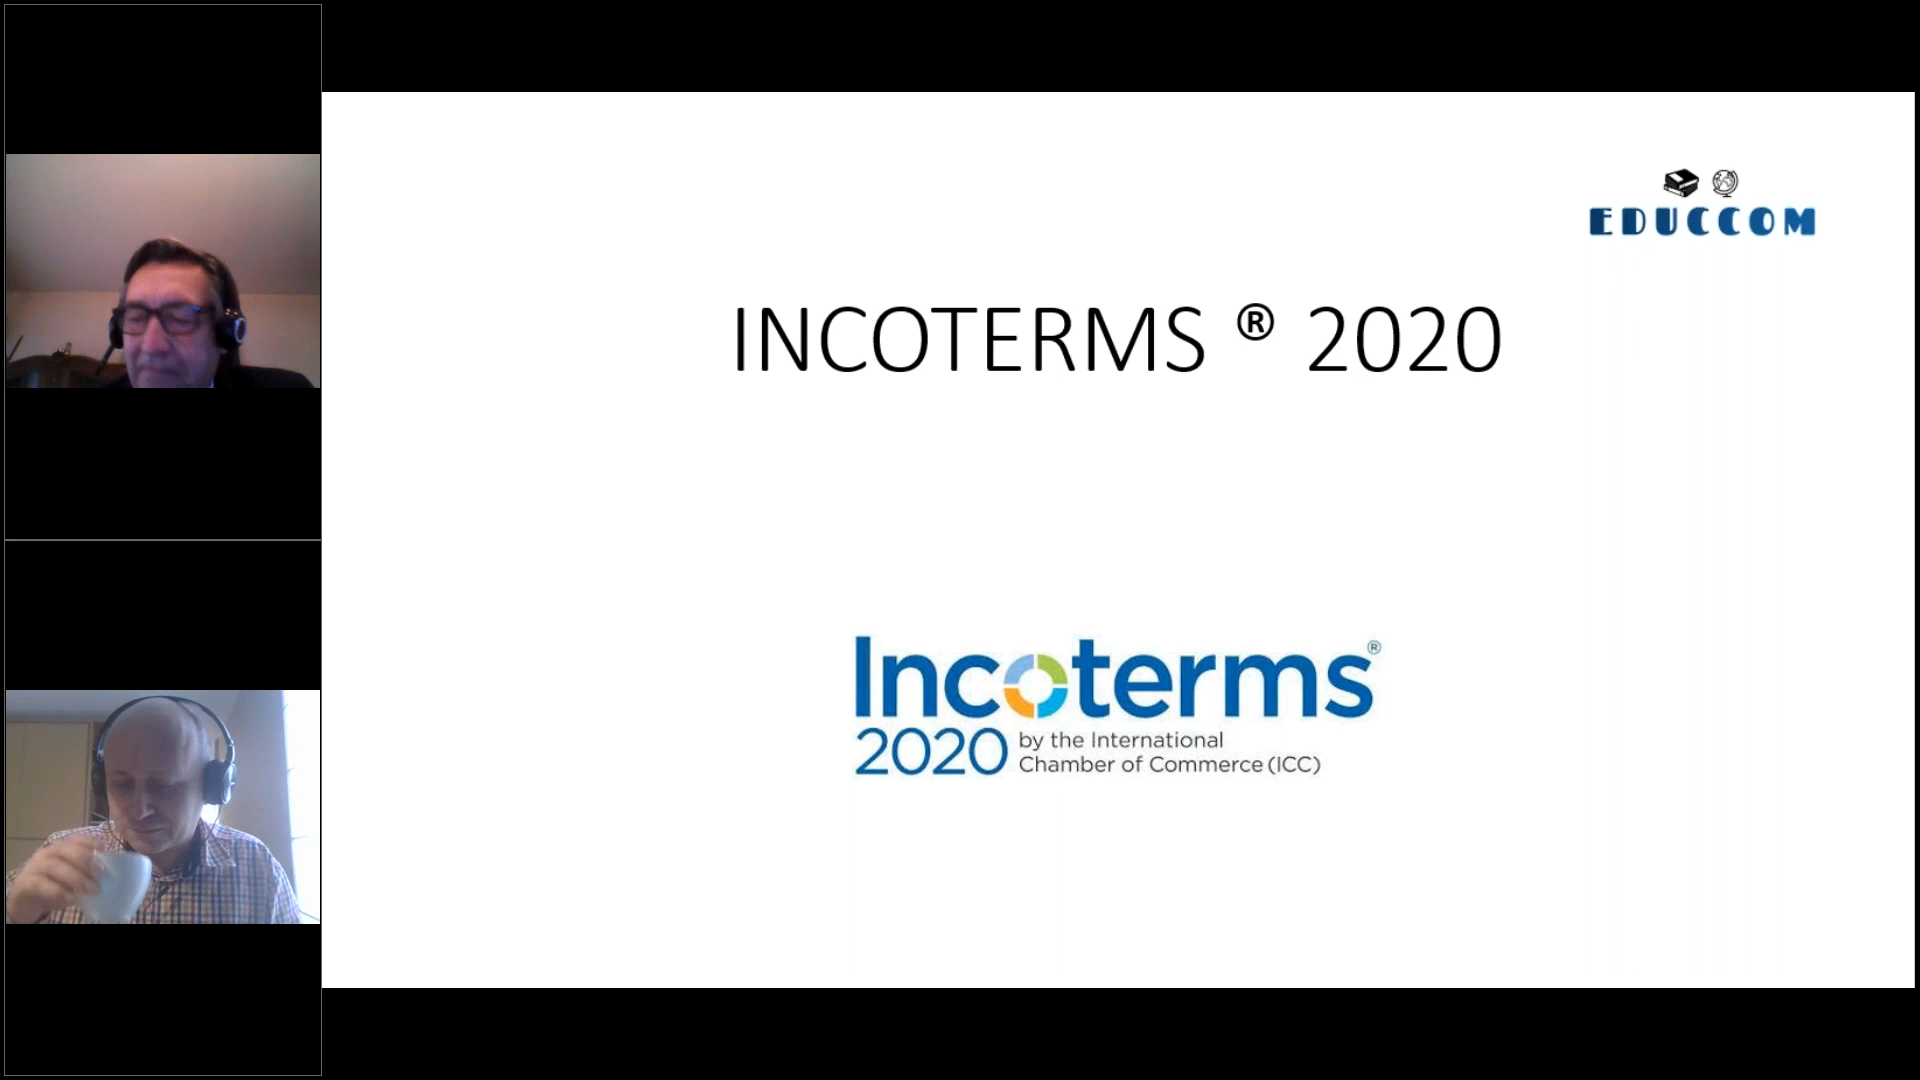 EDUCCOM
INCOTERMS ® 2020
Incoterms®
2020 by the International
Chamber of Commerce (ICC)